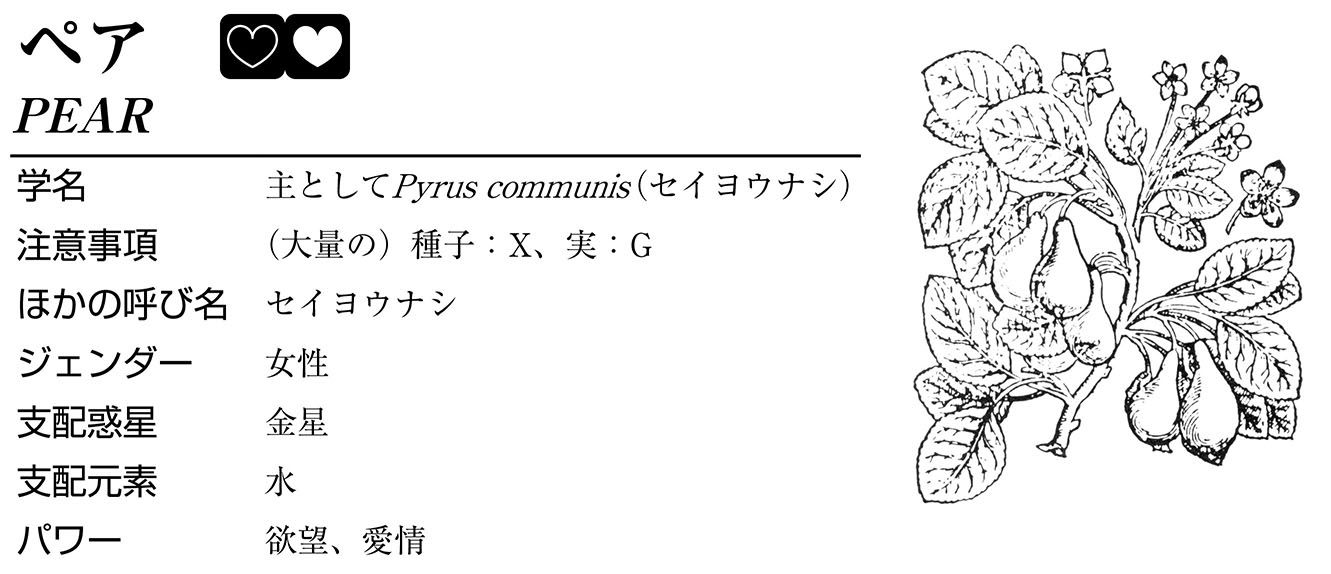 ペア
PEAR
学名 主としてPyrus communis(セイヨウナシ)
注意事項 (大量の)種子:X、実:G
ほかの呼び名 セイヨウナシ
ジェンダー 女性
支配惑星 金星
支配元素 水
パワー 欲望、愛情